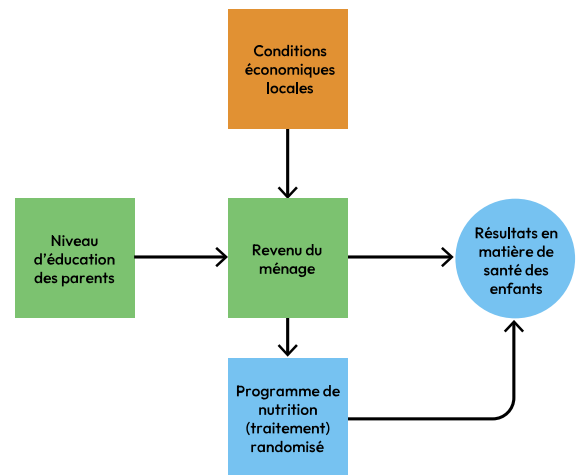 Conditions
économiques
locales
Niveau
d'éducation
des parents
Revenu du
ménage
Résultats en
matière de
santé des
enfants
Programme de
nutrition
(traitement)
randomisé